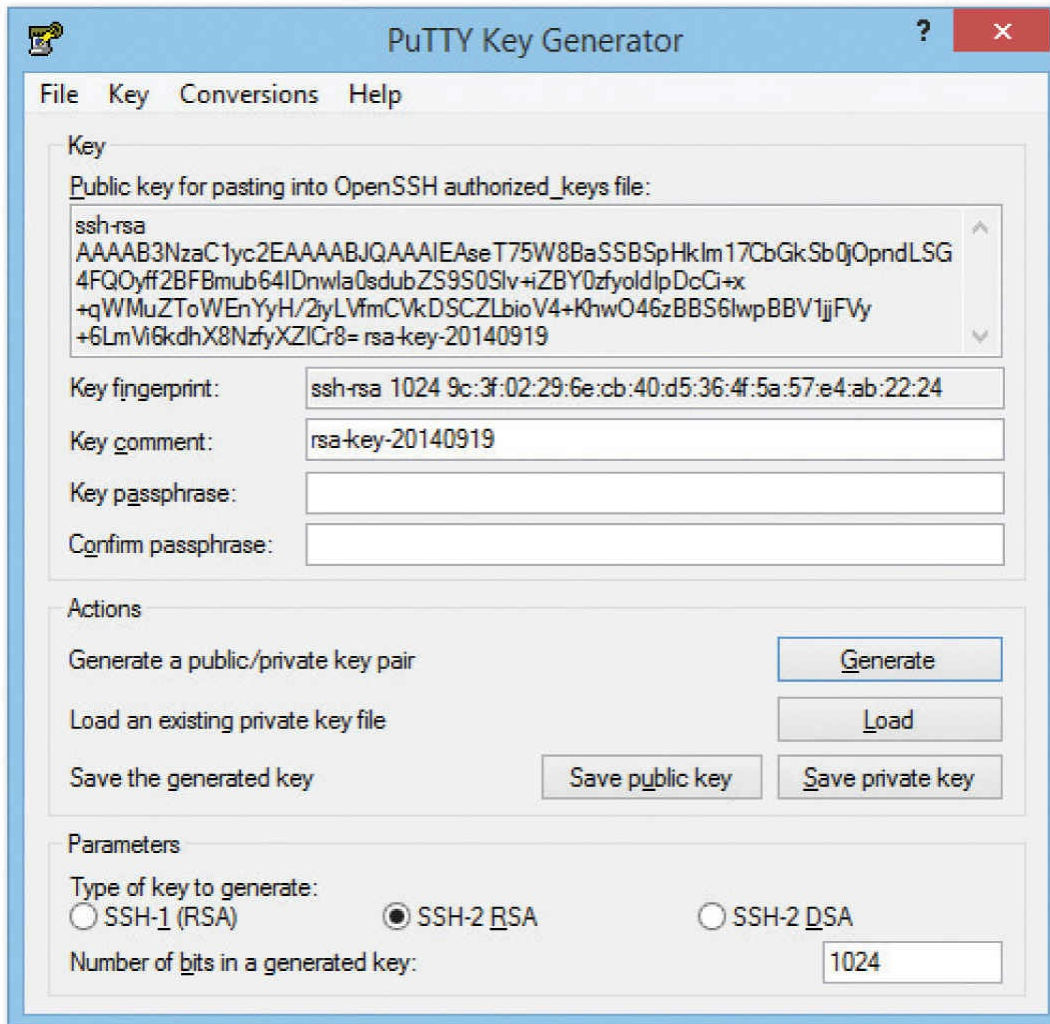 PuTTY Key Generator
?
File Key Conversions Help
Key
Public key for pasting into OpenSSH authorized_keys file:
ssh-rsa
AAAAB3NzaC1yc2EAAAABJQAAAIEAseT75W8BaSSBSpHkIm17CbGkSb0jOpndLSG
4FQOyff2BFBmub64IDnwIa0sdubZS9S0SIv+iZBY0zfyoldIpDcCi+x
+qWMuZToWEnYyH/2iyLVfmCVkDSCZLbioV4+KhwO46zBBS6IwpBBV1jjFVy
+6LmVi6kdhX8NzfyXZICr8= rsa-key-20140919
Key fingerprint: ssh-rsa 1024 9c:3f:02:29:6e:cb:40:d5:36:4f:5a:57:e4:ab:22:24
Key comment: rsa-key-20140919
Key passphrase:
Confirm passphrase:
Actions
Generate a public/private key pair Generate
Load an existing private key file Load
Save the generated key Save public key Save private key
Parameters
Type of key to generate:
SSH-1 (RSA) SSH-2 RSA SSH-2 DSA
Number of bits in a generated key: 1024